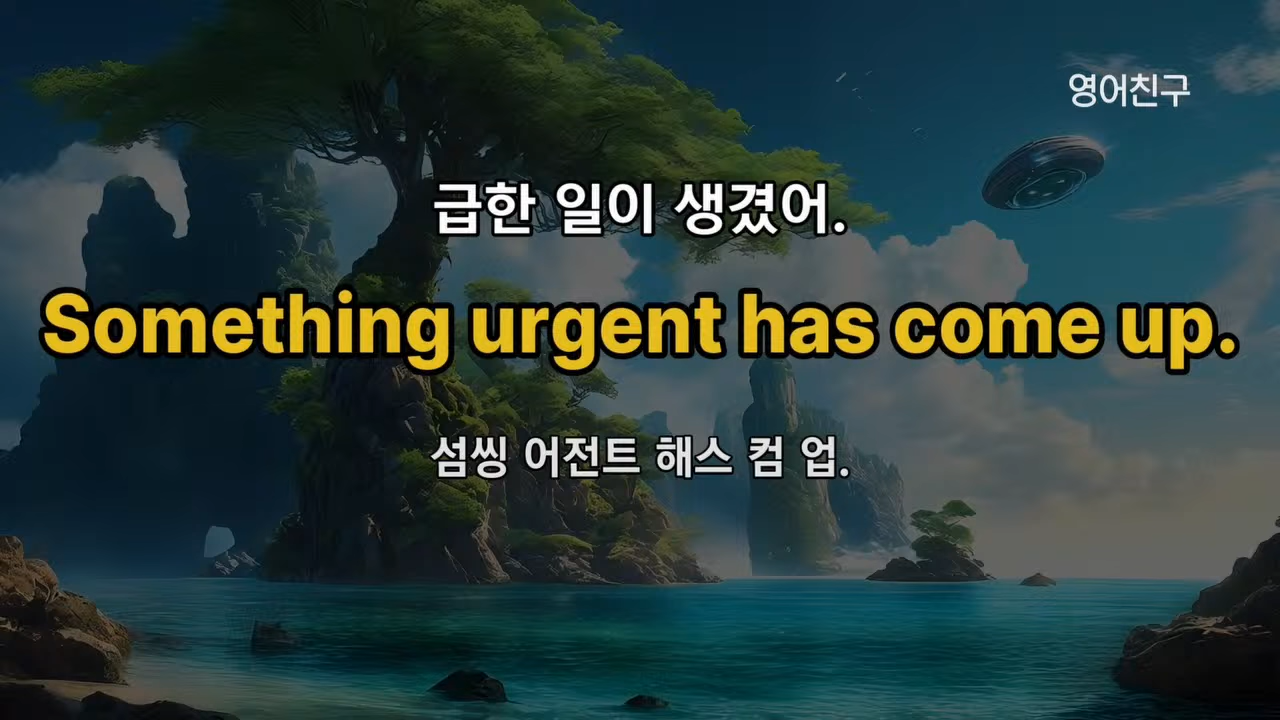 영어친구
급한 일이 생겼어.
Something urgent has come up.
섬씽 어전트 해스 컴 업.